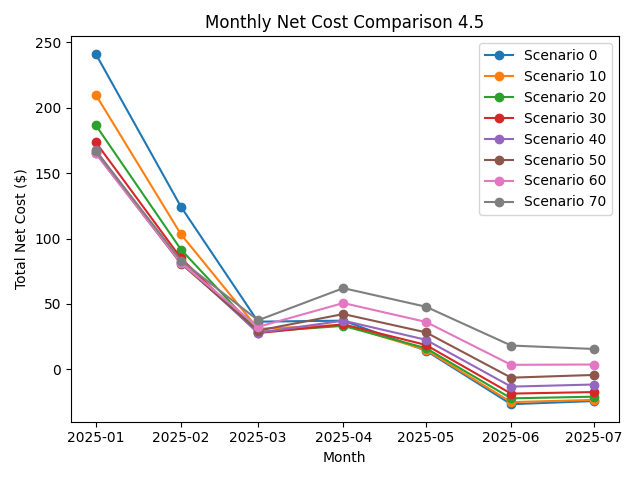 Monthly Net Cost Comparison 4.5
Total Net Cost ($)
250
200
150
100
50
0
Scenario 0
Scenario 10
Scenario 20
Scenario 30
Scenario 40
Scenario 50
Scenario 60
Scenario 70
2025-01 2025-02 2025-03 2025-04 2025-05 2025-06 2025-07
Month